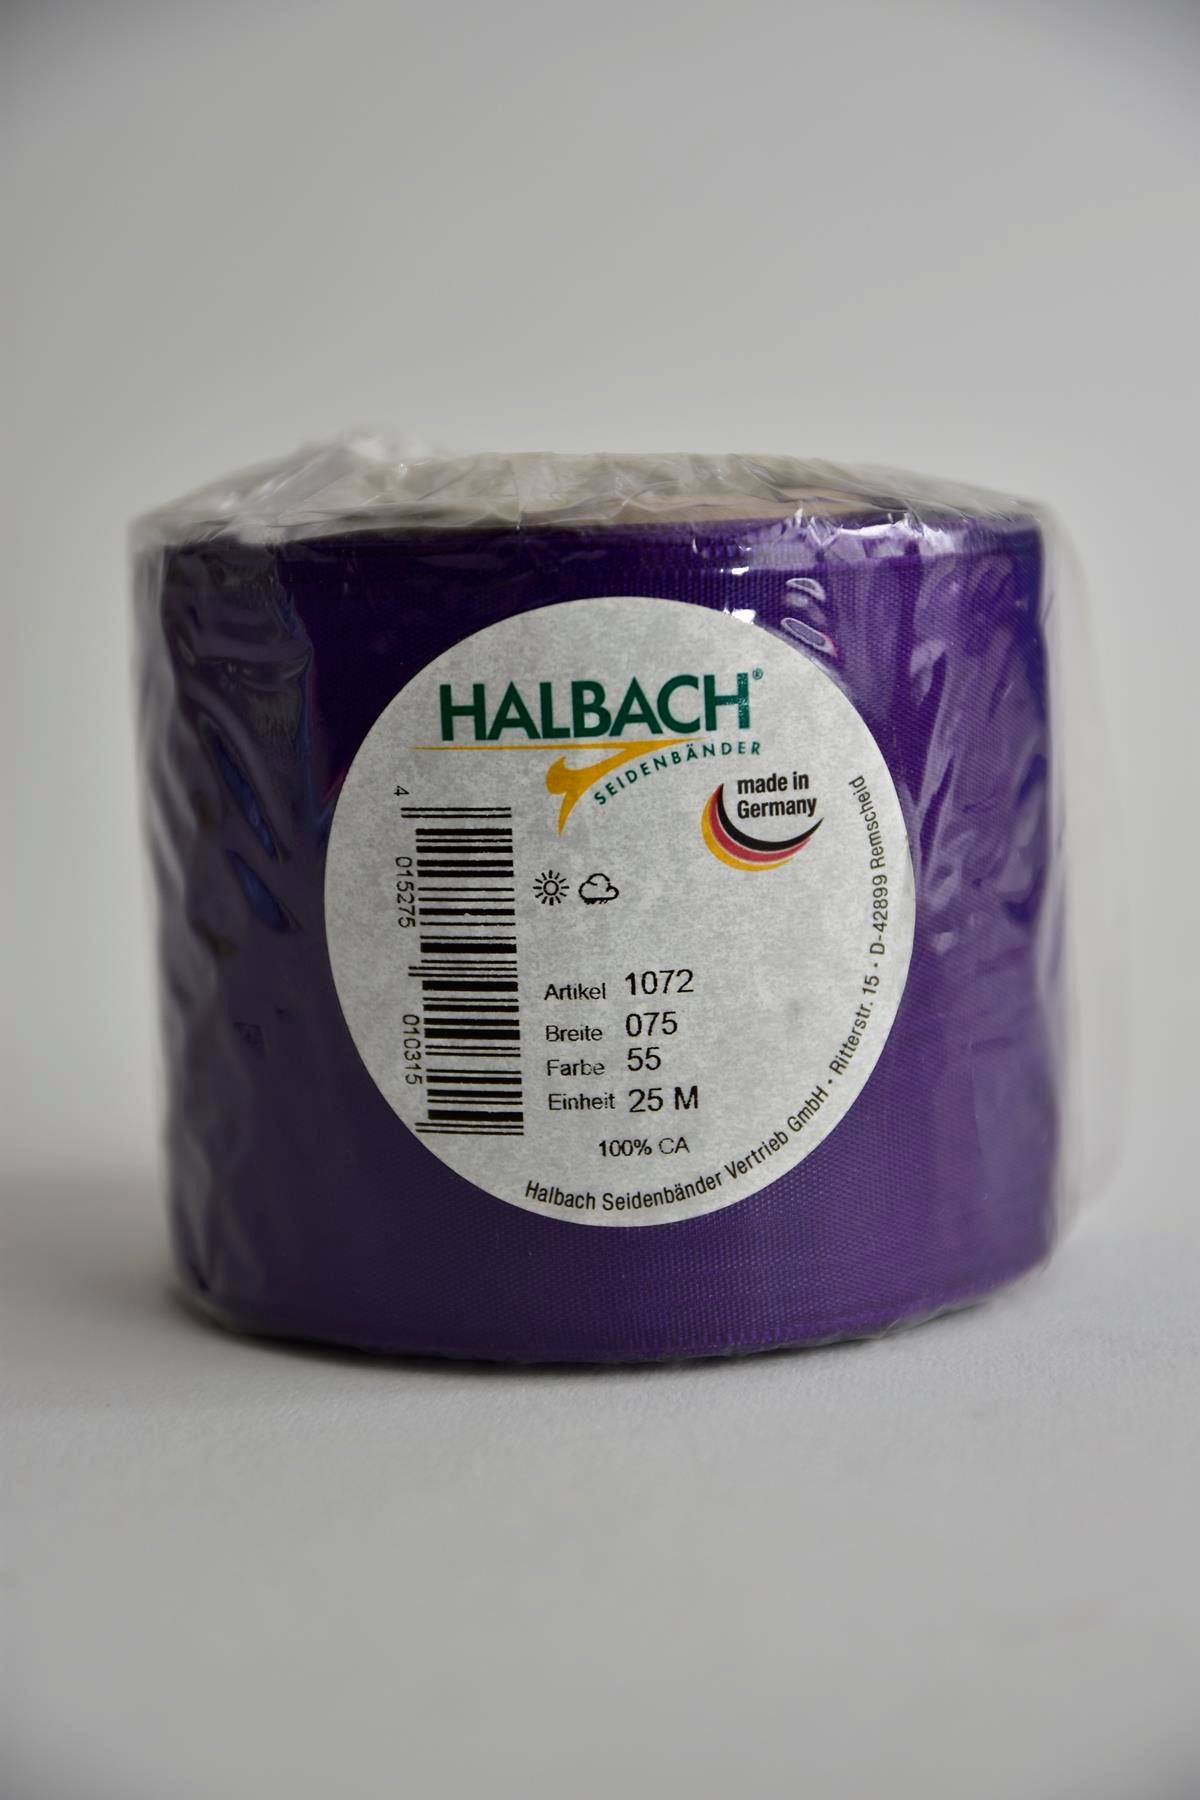 HALBACH®
SEIDENBÄNDER
made in
Germany
4 015275 010315
Artikel 1072
Breite 075
Farbe 55
Einheit 25 M
100% CA
Halbach Seidenbänder Vertrieb GmbH · Ritterstr. 15 · D-42899 Remscheid